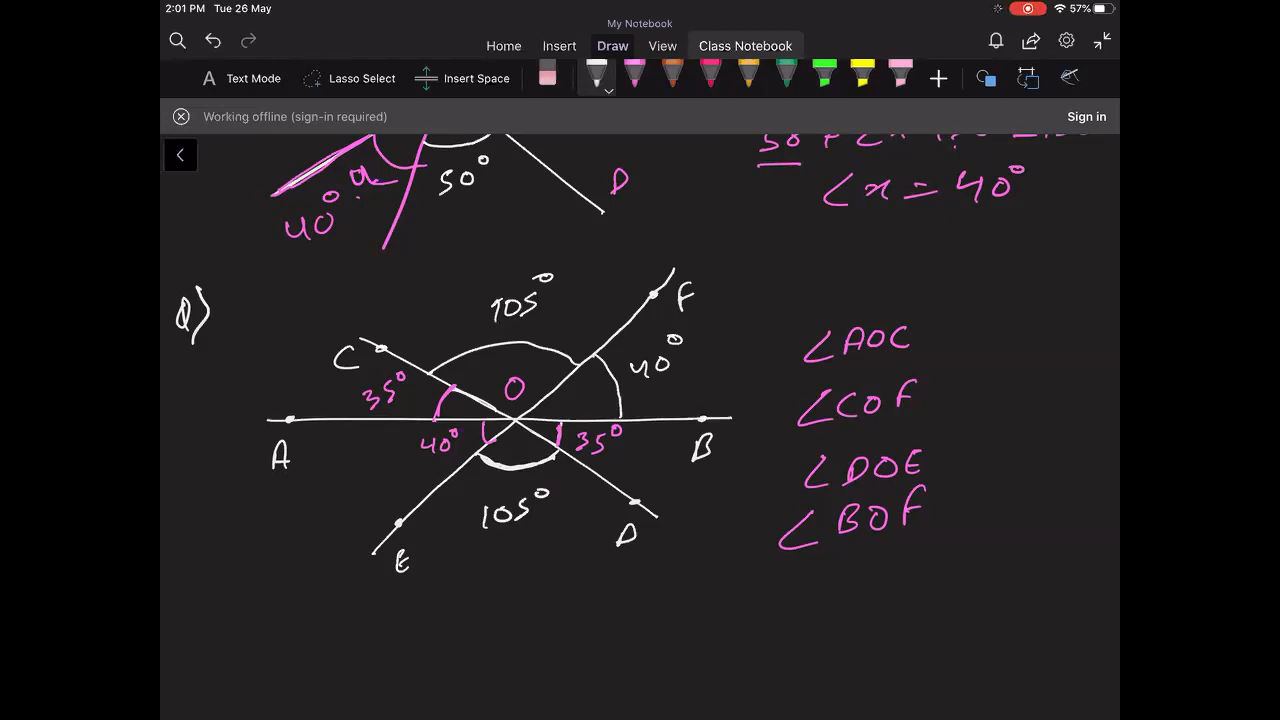 2:01 PM Tue 26 May
57%
My Notebook
Home Insert Draw View Class Notebook
A Text Mode Lasso Select Insert Space
Working offline (sign-in required) Sign in
50°
D
40°
∠x = 40°
Q)
105°
F
40°
C
35°
O
A
40°
35°
B
105°
D
E
∠AOC
∠COF
∠DOE
∠BOF